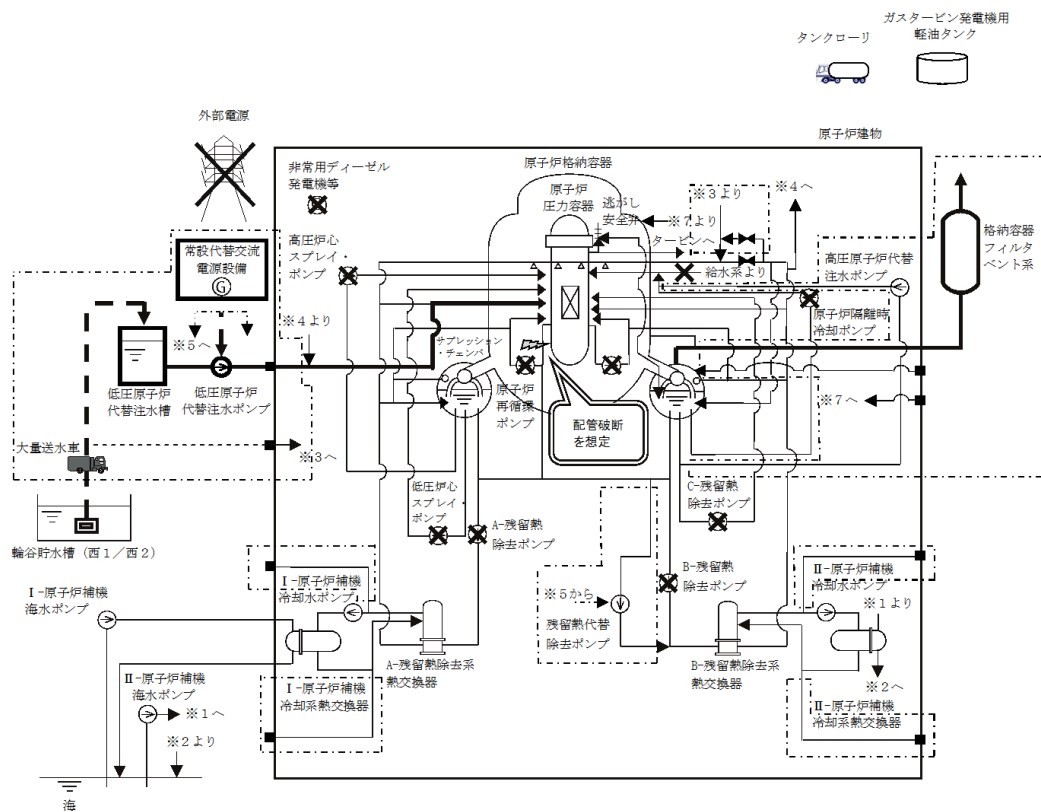 ガスタービン発電機用
軽油タンク
タンクローリ
外部電源
原子炉建物
非常用ディーゼル
発電機等
原子炉格納容器
原子炉
圧力容器
逃がし
安全弁
※3より
※4へ
※7より
タービンへ
給水系より
高圧炉心
スプレイ・
ポンプ
常設代替交流
電源設備
G
高圧原子炉代替
注水ポンプ
格納容器
フィルタ
ベント系
原子炉隔離時
冷却ポンプ
※4より
※5へ
サプレッション
・チェンバ
低圧原子炉
代替注水槽
低圧原子炉
代替注水ポンプ
原子炉
再循環
ポンプ
配管破断
を想定
※7へ
大量送水車
※3へ
低圧炉心
スプレイ・
ポンプ
A-残留熱
除去ポンプ
C-残留熱
除去ポンプ
輪谷貯水槽(西1/西2)
B-残留熱
除去ポンプ
Ⅰ-原子炉補機
海水ポンプ
Ⅰ-原子炉補機
冷却水ポンプ
※5から
残留熱代替
除去ポンプ
Ⅱ-原子炉補機
冷却水ポンプ
※1より
A-残留熱除去系
熱交換器
B-残留熱除去系
熱交換器
Ⅱ-原子炉補機
海水ポンプ
※1へ
※2より
Ⅰ-原子炉補機
冷却系熱交換器
※2へ
Ⅱ-原子炉補機
冷却系熱交換器
海